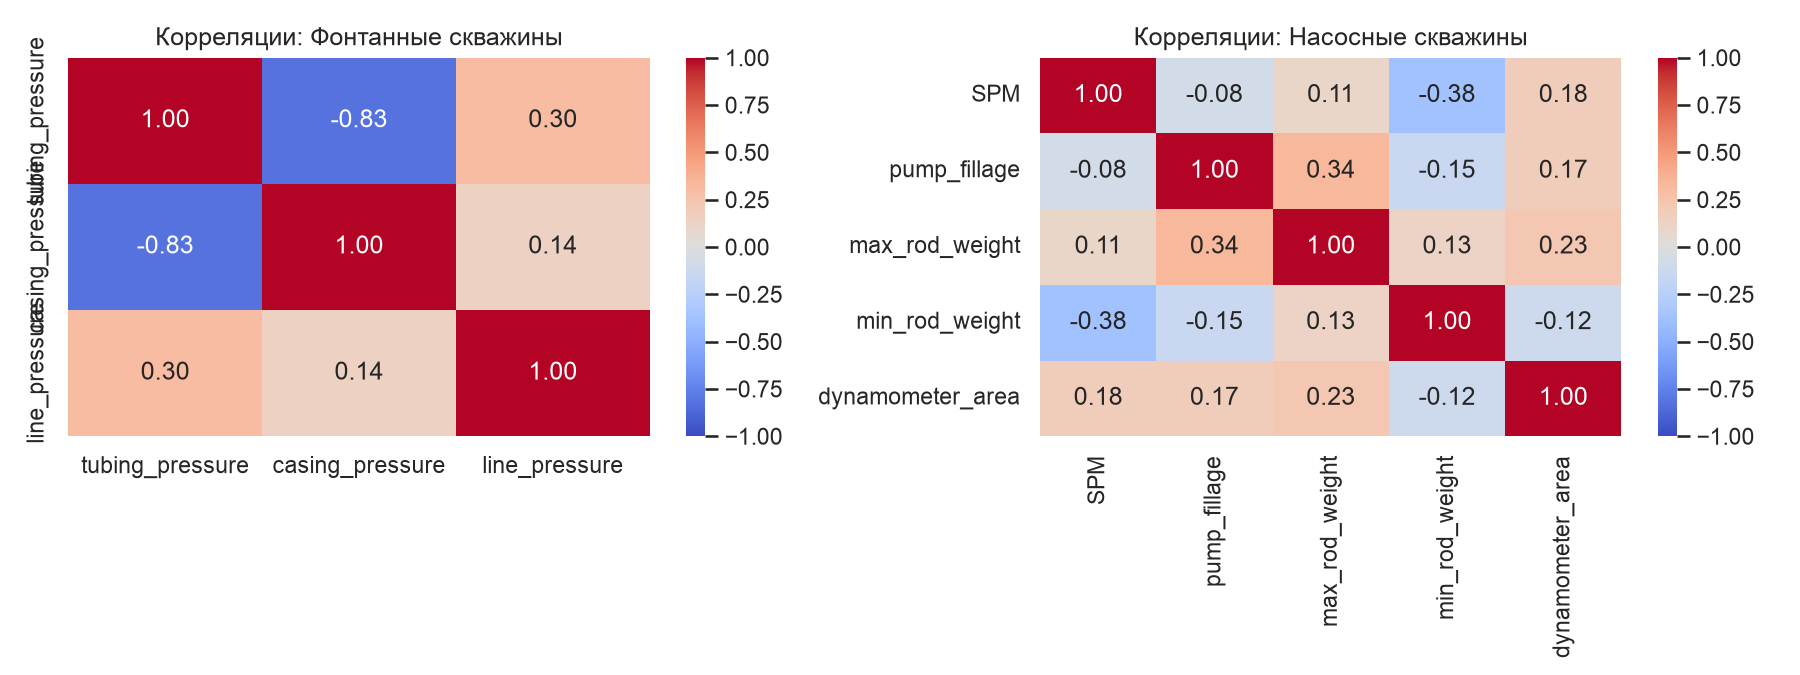 Корреляции: Фонтанные скважины
tubing_pressure
casing_pressure
line_pressure
1.00 -0.83 0.30
-0.83 1.00 0.14
0.30 0.14 1.00
tubing_pressure casing_pressure line_pressure
1.00
0.75
0.50
0.25
0.00
−0.25
−0.50
−0.75
−1.00
Корреляции: Насосные скважины
SPM 1.00 -0.08 0.11 -0.38 0.18
pump_fillage -0.08 1.00 0.34 -0.15 0.17
max_rod_weight 0.11 0.34 1.00 0.13 0.23
min_rod_weight -0.38 -0.15 0.13 1.00 -0.12
dynamometer_area 0.18 0.17 0.23 -0.12 1.00
SPM
pump_fillage
max_rod_weight
min_rod_weight
dynamometer_area
1.00
0.75
0.50
0.25
0.00
−0.25
−0.50
−0.75
−1.00